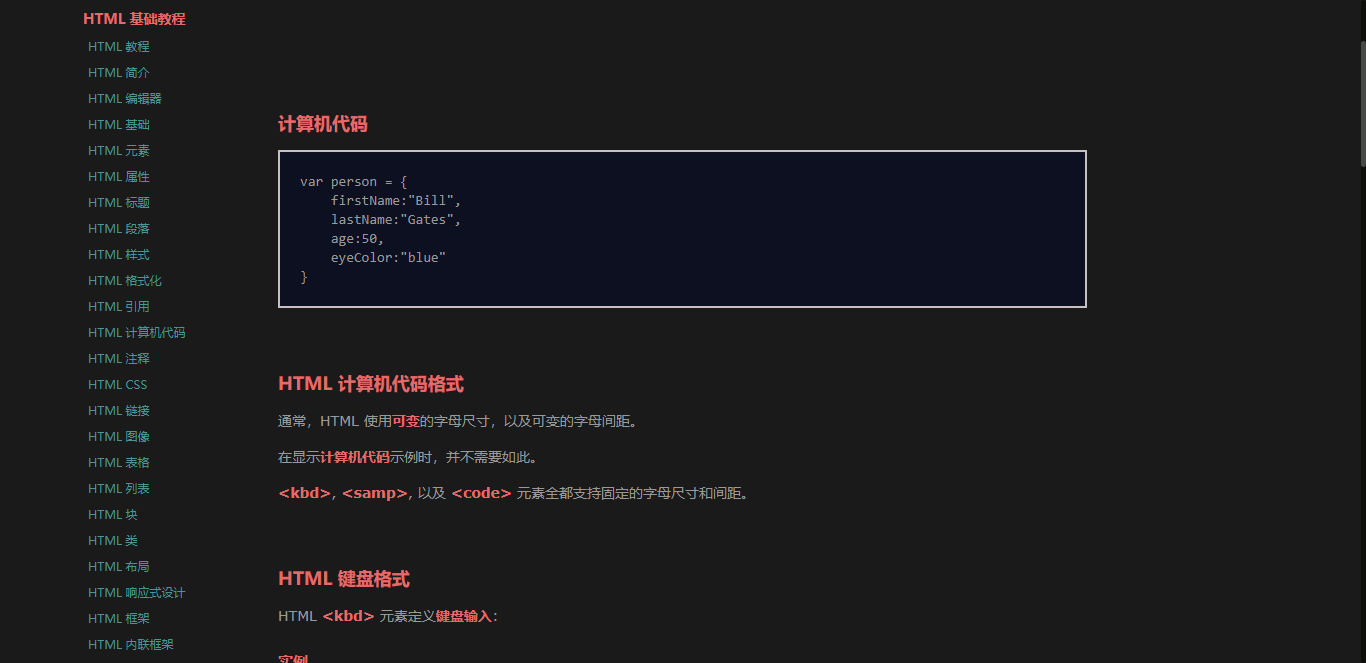 HTML 基础教程
HTML 教程
HTML 简介
HTML 编辑器
HTML 基础
HTML 元素
HTML 属性
HTML 标题
HTML 段落
HTML 样式
HTML 格式化
HTML 引用
HTML 计算机代码
HTML 注释
HTML CSS
HTML 链接
HTML 图像
HTML 表格
HTML 列表
HTML 块
HTML 类
HTML 布局
HTML 响应式设计
HTML 框架
HTML 内联框架
计算机代码
var person = {
    firstName:"Bill",
    lastName:"Gates",
    age:50,
    eyeColor:"blue"
}
HTML 计算机代码格式
通常，HTML 使用可变的字母尺寸，以及可变的字母间距。
在显示计算机代码示例时，并不需要如此。
<kbd>, <samp>, 以及 <code> 元素全都支持固定的字母尺寸和间距。
HTML 键盘格式
HTML <kbd> 元素定义键盘输入：
实例